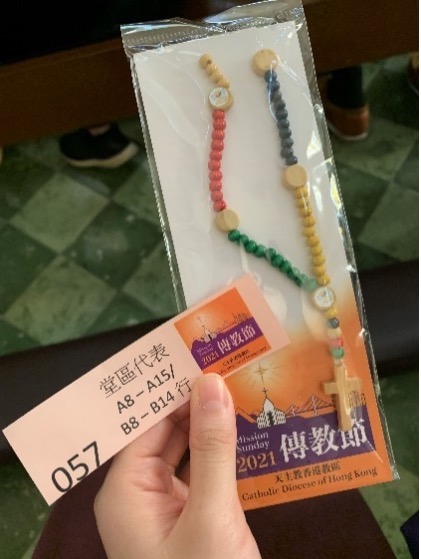 堂區代表
A8 – A15/
B8 – B14 行
057
2021 傳教節
Mission
Sunday
2021 傳教節
天主教香港教區
Catholic Diocese of Hong Kong